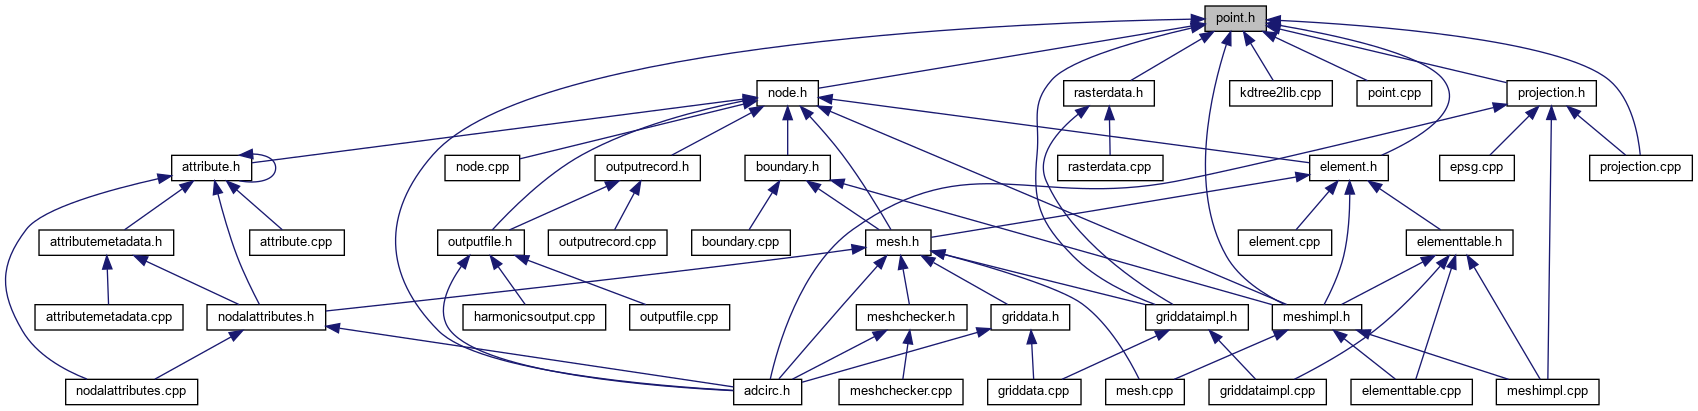 point.h
node.h
rasterdata.h
kdtree2lib.cpp
point.cpp
projection.h
attribute.h
node.cpp
outputrecord.h
boundary.h
rasterdata.cpp
element.h
epsg.cpp
projection.cpp
attributemetadata.h
attribute.cpp
outputfile.h
outputrecord.cpp
boundary.cpp
mesh.h
element.cpp
elementtable.h
attributemetadata.cpp
nodalattributes.h
harmonicsoutput.cpp
outputfile.cpp
meshchecker.h
griddata.h
griddataimpl.h
meshimpl.h
nodalattributes.cpp
adcirc.h
meshchecker.cpp
griddata.cpp
mesh.cpp
griddataimpl.cpp
elementtable.cpp
meshimpl.cpp